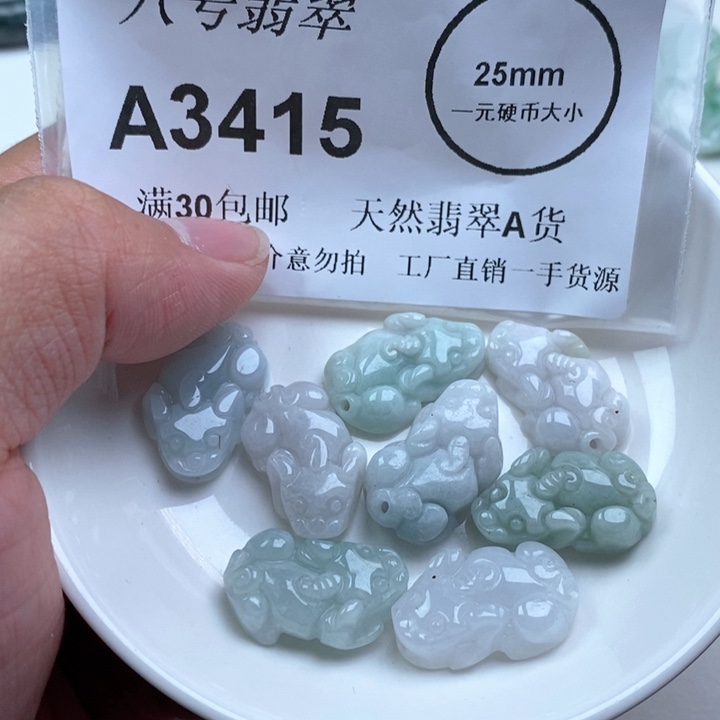 八号翡翠
A3415
25mm
一元硬币大小
满30包邮 天然翡翠A货
介意勿拍 工厂直销一手货源